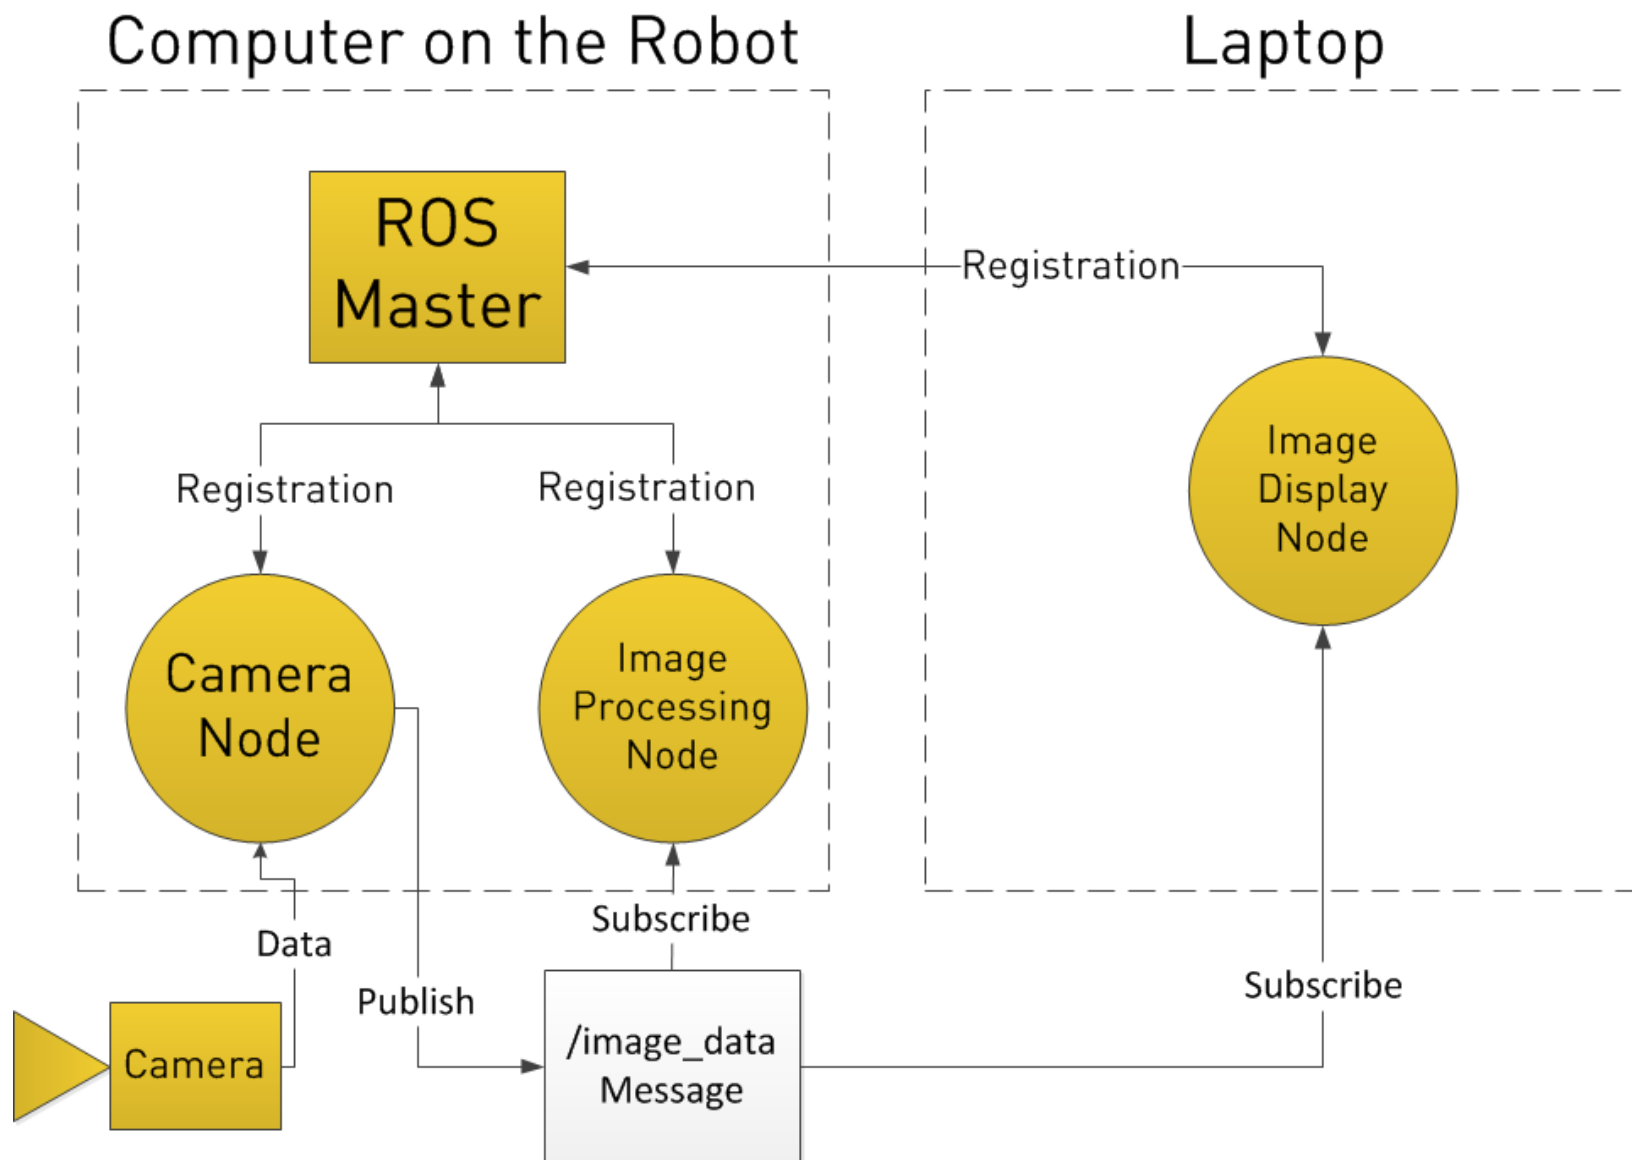 Computer on the Robot
Laptop
ROS
Master
Registration
Registration
Registration
Image
Display
Node
Camera
Node
Image
Processing
Node
Subscribe
Data
Publish
Subscribe
Camera
/image_data
Message